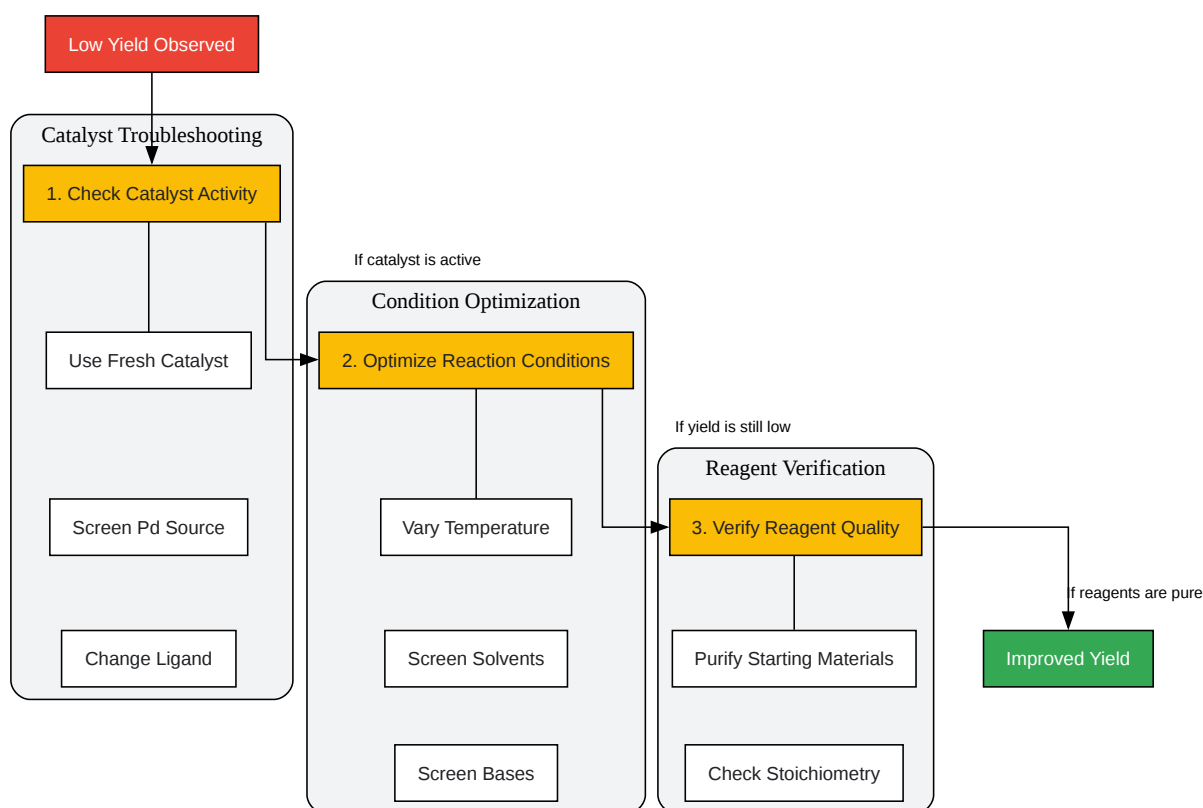 Low Yield Observed
Catalyst Troubleshooting
1. Check Catalyst Activity
Use Fresh Catalyst
Screen Pd Source
Change Ligand
If catalyst is active
Condition Optimization
2. Optimize Reaction Conditions
Vary Temperature
Screen Solvents
Screen Bases
If yield is still low
Reagent Verification
3. Verify Reagent Quality
Purify Starting Materials
Check Stoichiometry
If reagents are pure
Improved Yield